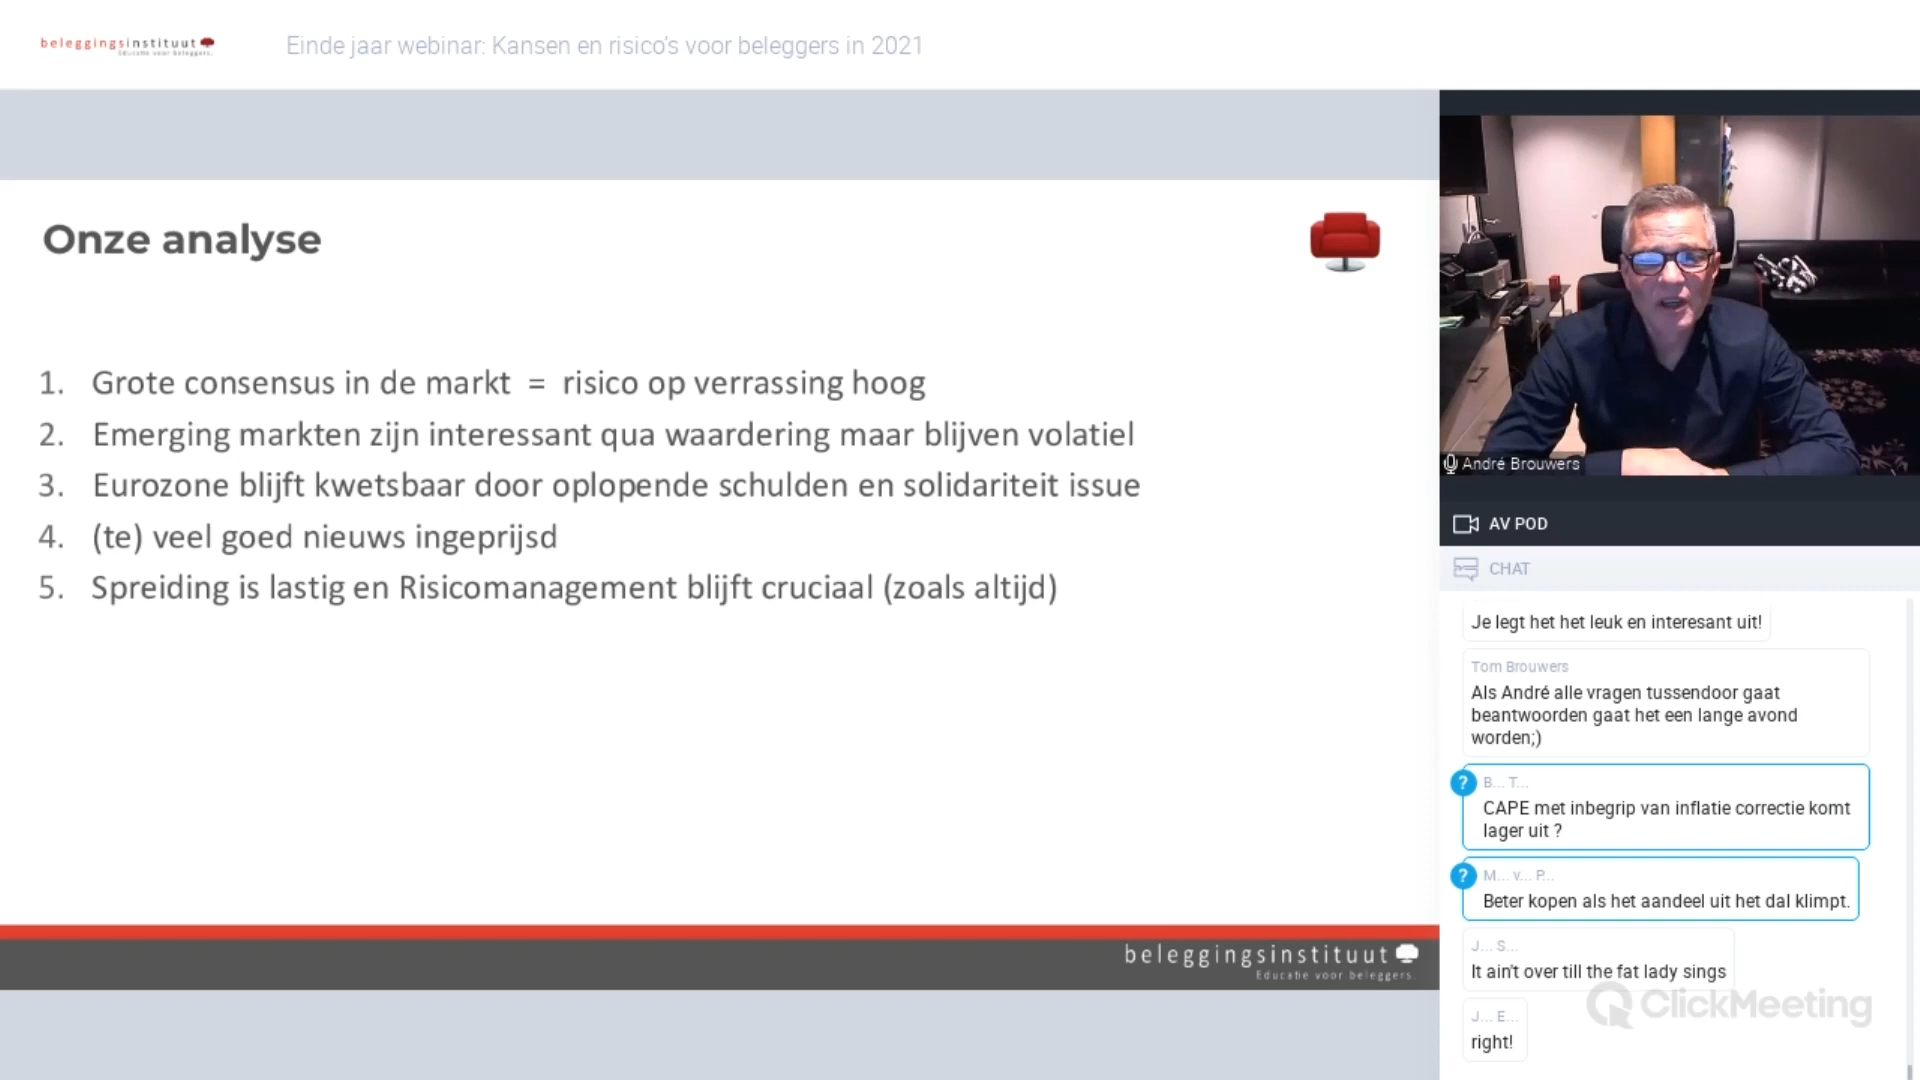 beleggingsinstituut
Educatie voor beleggers.
Einde jaar webinar: Kansen en risico's voor beleggers in 2021
Onze analyse
1. Grote consensus in de markt = risico op verrassing hoog
2. Emerging markten zijn interessant qua waardering maar blijven volatiel
3. Eurozone blijft kwetsbaar door oplopende schulden en solidariteit issue
4. (te) veel goed nieuws ingeprijsd
5. Spreiding is lastig en Risicomanagement blijft cruciaal (zoals altijd)
beleggingsinstituut
Educatie voor beleggers.
André Brouwers
AV POD
CHAT
Je legt het het leuk en interesant uit!
Tom Brouwers
Als André alle vragen tussendoor gaat
beantwoorden gaat het een lange avond
worden;)
? B... T...
CAPE met inbegrip van inflatie correctie komt
lager uit ?
? M... v... P...
Beter kopen als het aandeel uit het dal klimpt.
J... S...
It ain't over till the fat lady sings
J... E...
right!
ClickMeeting